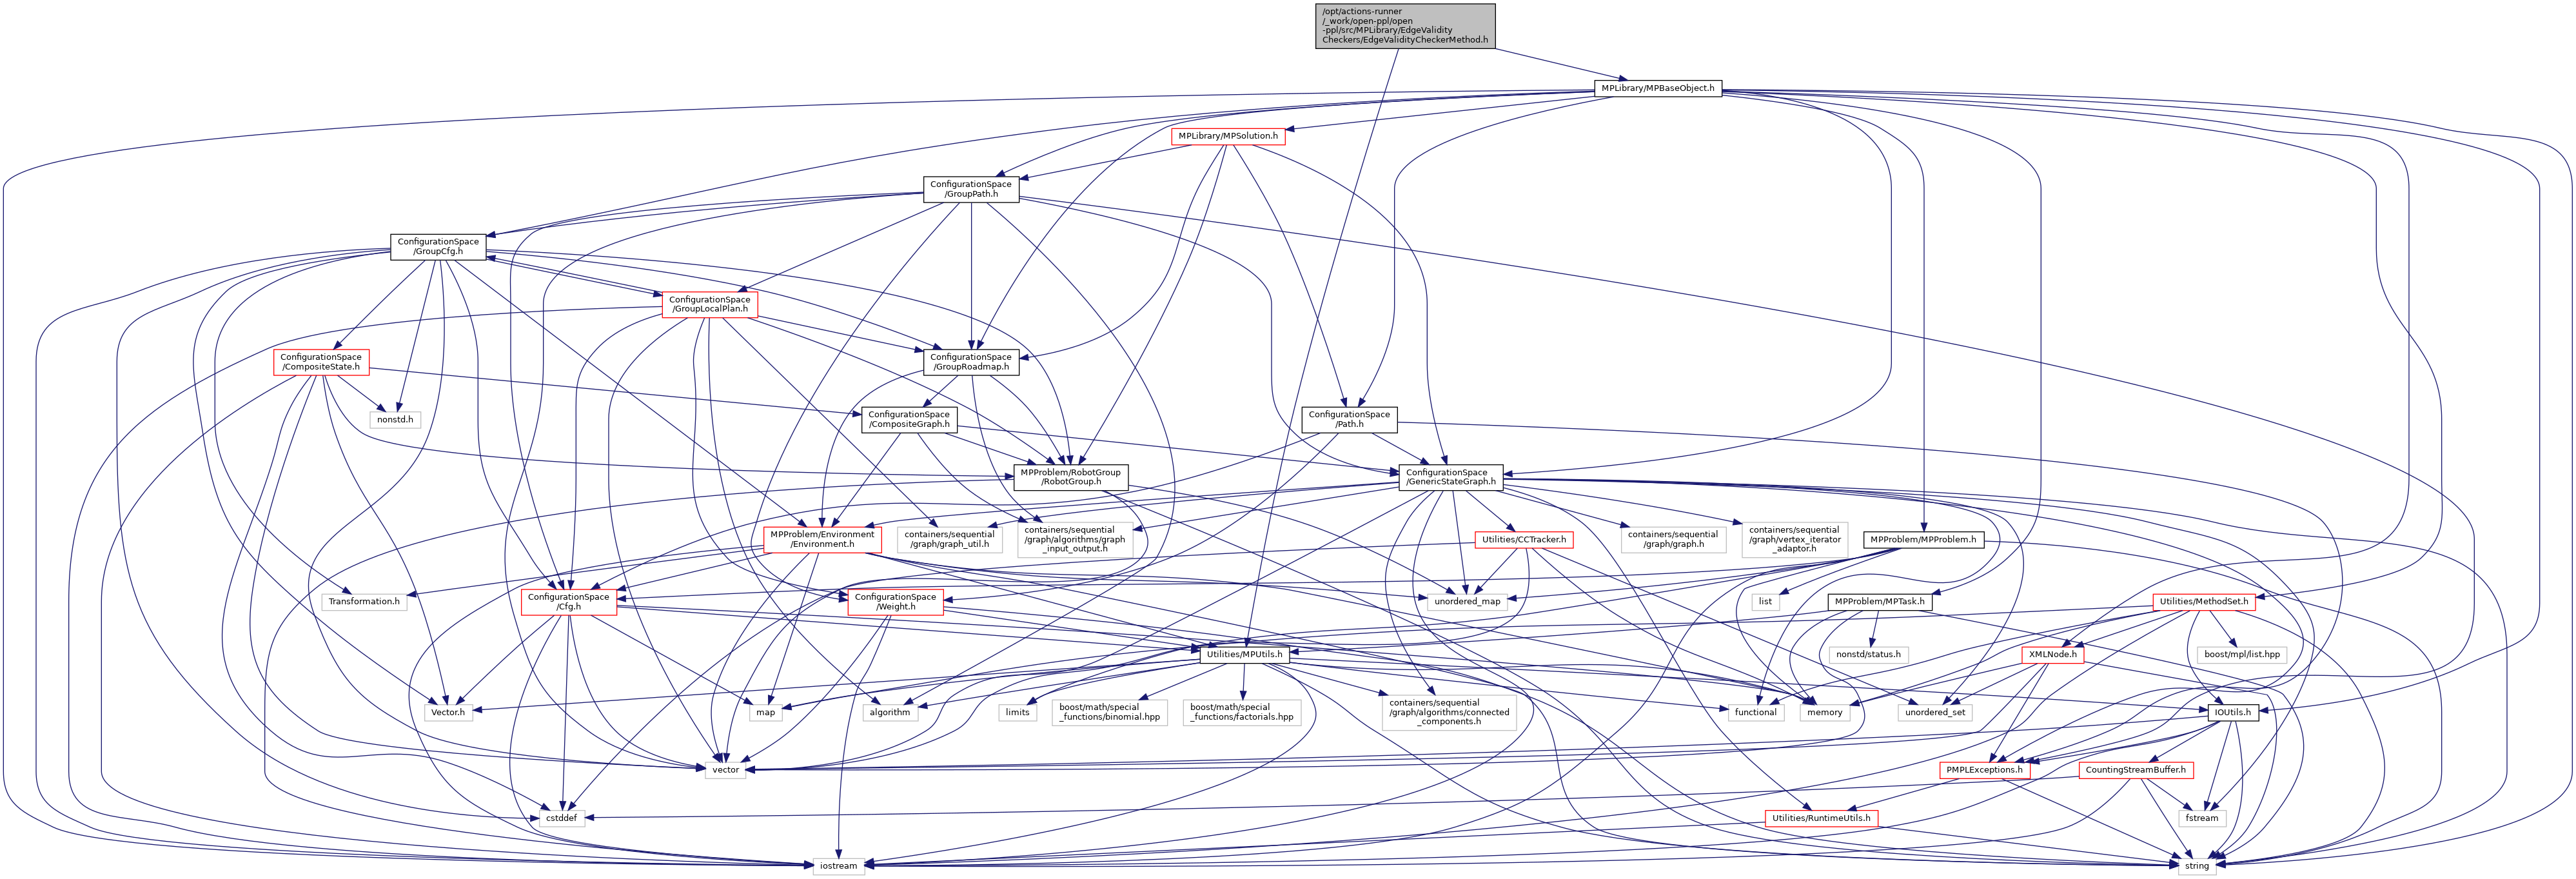 /opt/actions-runner
/_work/open-ppl/open
-ppl/src/MPLibrary/EdgeValidity
Checkers/EdgeValidityCheckerMethod.h
MPLibrary/MPBaseObject.h
MPLibrary/MPSolution.h
ConfigurationSpace
/GroupPath.h
ConfigurationSpace
/GroupCfg.h
ConfigurationSpace
/GroupLocalPlan.h
ConfigurationSpace
/CompositeState.h
ConfigurationSpace
/GroupRoadmap.h
nonstd.h
ConfigurationSpace
/CompositeGraph.h
ConfigurationSpace
/Path.h
MPProblem/RobotGroup
/RobotGroup.h
ConfigurationSpace
/GenericStateGraph.h
MPProblem/Environment
/Environment.h
containers/sequential
/graph/graph_util.h
containers/sequential
/graph/algorithms/graph
_input_output.h
Utilities/CCTracker.h
containers/sequential
/graph/graph.h
containers/sequential
/graph/vertex_iterator
_adaptor.h
MPProblem/MPProblem.h
Transformation.h
ConfigurationSpace
/Cfg.h
ConfigurationSpace
/Weight.h
unordered_map
list
MPProblem/MPTask.h
Utilities/MethodSet.h
Utilities/MPUtils.h
nonstd/status.h
XMLNode.h
boost/mpl/list.hpp
Vector.h
map
algorithm
limits
boost/math/special
_functions/binomial.hpp
boost/math/special
_functions/factorials.hpp
containers/sequential
/graph/algorithms/connected
_components.h
functional
memory
unordered_set
IOUtils.h
vector
PMPLExceptions.h
CountingStreamBuffer.h
cstddef
Utilities/RuntimeUtils.h
fstream
iostream
string